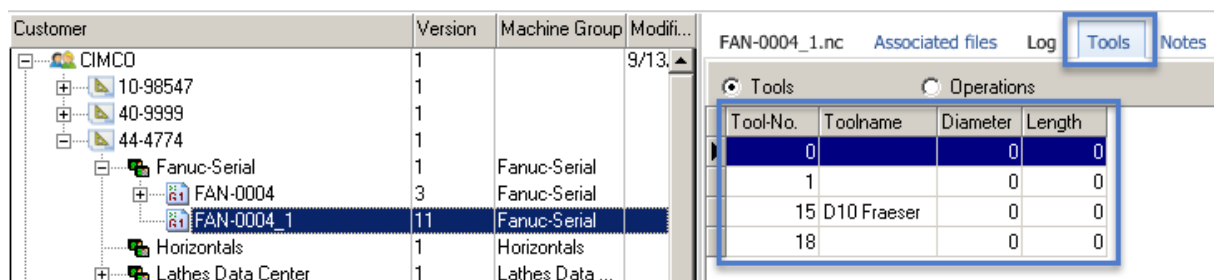 Customer Version Machine Group Modifi...
CIMCO 1 9/13.
10-98547 1
40-9999 1
44-4774 1
Fanuc-Serial 1 Fanuc-Serial
FAN-0004 3 Fanuc-Serial
FAN-0004_1 11 Fanuc-Serial
Horizontals 1 Horizontals
Lathes Data Center 1 Lathes Data ...
FAN-0004_1.nc Associated files Log Tools Notes
Tools Operations
Tool-No. Toolname Diameter Length
0 0 0
1 0 0
15 D10 Fraeser 0 0
18 0 0